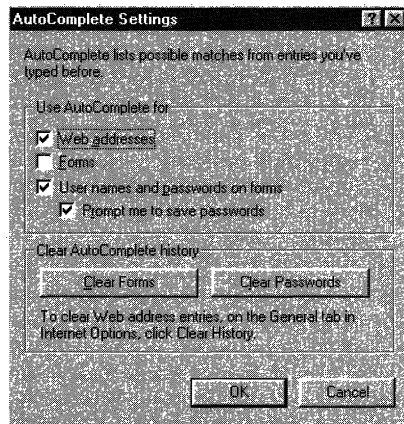 AutoComplete Settings
AutoComplete lists possible matches from entries you've
typed before.
Use AutoComplete for
Web addresses
Forms
User names and passwords on forms
Prompt me to save passwords
Clear AutoComplete history
Clear Forms
Clear Passwords
To clear Web address entries, on the General tab in
Internet Options, click Clear History.
OK
Cancel